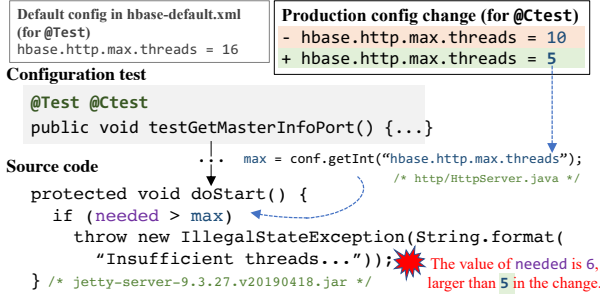 Default config in hbase-default.xml
(for @Test)
hbase.http.max.threads = 16
Production config change (for @Ctest)
- hbase.http.max.threads = 10
+ hbase.http.max.threads = 5
Configuration test
@Test @Ctest
public void testGetMasterInfoPort() {...}
... max = conf.getInt(“hbase.http.max.threads”);
/* http/HttpServer.java */
Source code
protected void doStart() {
if (needed > max)
throw new IllegalStateException(String.format(
"Insufficient threads..."));
The value of needed is 6,
larger than 5 in the change.
} /* jetty-server-9.3.27.v20190418.jar */